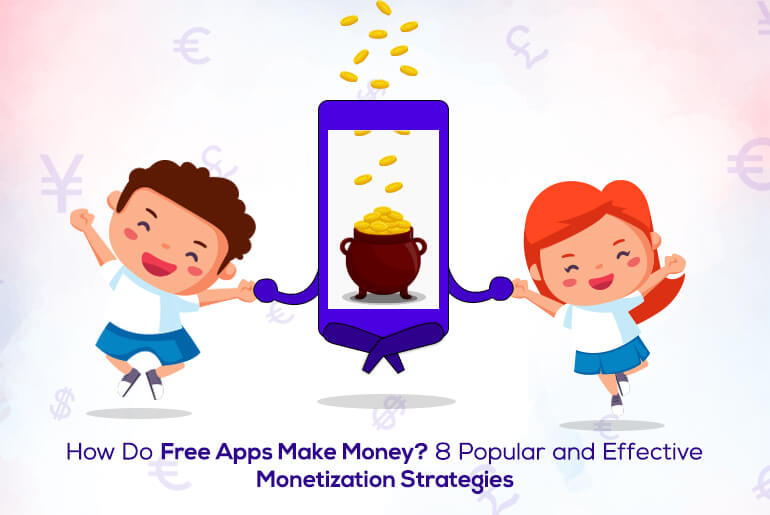 How Do Free Apps Make Money? 8 Popular and Effective
Monetization Strategies